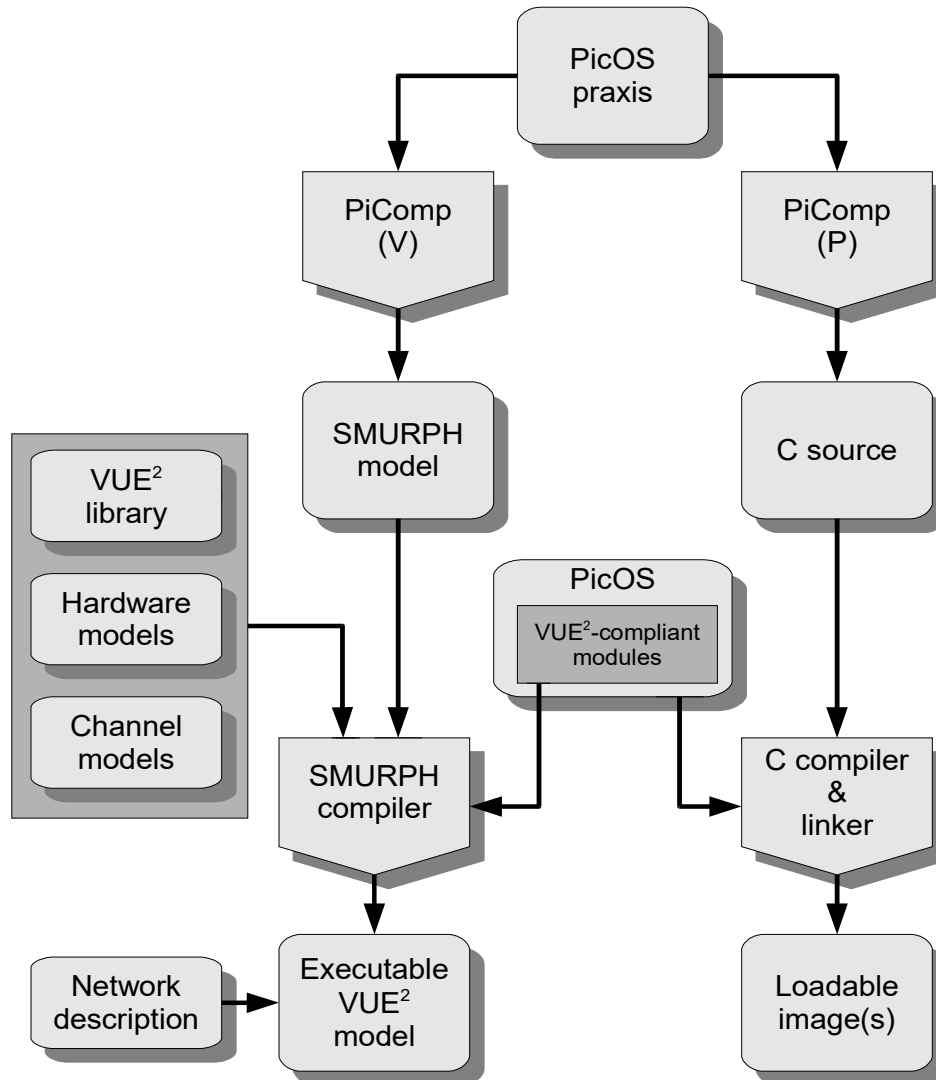 PicOS
praxis
PiComp
(V)
PiComp
(P)
SMURPH
model
C source
VUE²
library
Hardware
models
Channel
models
PicOS
VUE²-compliant
modules
SMURPH
compiler
C compiler
&
linker
Network
description
Executable
VUE²
model
Loadable
image(s)